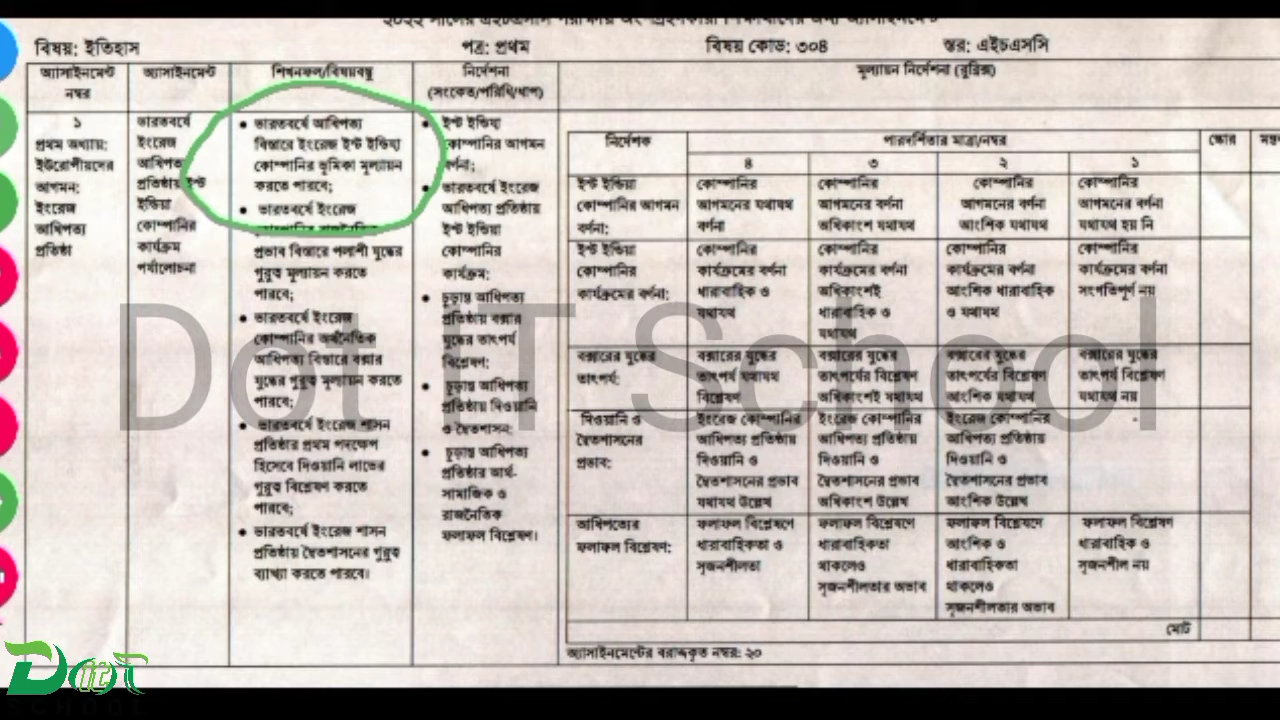 ২০২২ সালের এইচএসসি পরীক্ষায় অংশগ্রহণকারী শিক্ষার্থীদের জন্য অ্যাসাইনমেন্ট
বিষয়: ইতিহাস পত্র: প্রথম বিষয় কোড: ৩০৪ স্তর: এইচএসসি
অ্যাসাইনমেন্ট
নম্বর
অ্যাসাইনমেন্ট
শিখনফল/বিষয়বস্তু
নির্দেশনা
(সংকেত/পরিধি/ধাপ)
মূল্যায়ন নির্দেশনা (রুব্রিক্স)
১
প্রথম অধ্যায়:
ইউরোপীয়দের
আগমন:
ইংরেজ
আধিপত্য
প্রতিষ্ঠা
ভারতবর্ষে
ইংরেজ
আধিপত্য
প্রতিষ্ঠায় ইস্ট
ইন্ডিয়া
কোম্পানির
কার্যক্রম
পর্যালোচনা
• ভারতবর্ষে আধিপত্য
বিস্তারে ইংরেজ ইস্ট ইন্ডিয়া
কোম্পানির ভূমিকা মূল্যায়ন
করতে পারবে;
• ভারতবর্ষে ইংরেজ
কোম্পানির রাজনৈতিক
প্রভাব বিস্তারে পলাশী যুদ্ধের
গুরুত্ব মূল্যায়ন করতে
পারবে;
• ভারতবর্ষে ইংরেজ
কোম্পানির অর্থনৈতিক
আধিপত্য বিস্তারে বক্সার
যুদ্ধের গুরুত্ব মূল্যায়ন করতে
পারবে;
• ভারতবর্ষে ইংরেজ শাসন
প্রতিষ্ঠার প্রথম পদক্ষেপ
হিসেবে দিওয়ানি লাভের
গুরুত্ব বিশ্লেষণ করতে
পারবে;
• ভারতবর্ষে ইংরেজ শাসন
প্রতিষ্ঠায় দ্বৈতশাসনের গুরুত্ব
ব্যাখ্যা করতে পারবে।
• ইস্ট ইন্ডিয়া
কোম্পানির আগমন
বর্ণনা;
• ভারতবর্ষে ইংরেজ
আধিপত্য প্রতিষ্ঠায়
ইস্ট ইন্ডিয়া
কোম্পানির
কার্যক্রম;
• চূড়ান্ত আধিপত্য
প্রতিষ্ঠায় বক্সার
যুদ্ধের তাৎপর্য
বিশ্লেষণ;
• চূড়ান্ত আধিপত্য
প্রতিষ্ঠায় দিওয়ানি
ও দ্বৈতশাসন;
• চূড়ান্ত আধিপত্য
প্রতিষ্ঠার আর্থ-
সামাজিক ও
রাজনৈতিক
ফলাফল বিশ্লেষণ।
নির্দেশক পারদর্শিতার মাত্রা/নম্বর স্কোর
৪ ৩ ২ ১
ইস্ট ইন্ডিয়া
কোম্পানির আগমন
বর্ণনা:
কোম্পানির
আগমনের যথাযথ
বর্ণনা
কোম্পানির
আগমনের বর্ণনা
অধিকাংশ যথাযথ
কোম্পানির
আগমনের বর্ণনা
আংশিক যথাযথ
কোম্পানির
আগমনের বর্ণনা
যথাযথ হয় নি
ইস্ট ইন্ডিয়া
কোম্পানির
কার্যক্রমের বর্ণনা:
কোম্পানির
কার্যক্রমের বর্ণনা
ধারাবাহিক ও
যথাযথ
কোম্পানির
কার্যক্রমের বর্ণনা
অধিকাংশই
ধারাবাহিক ও
যথাযথ
কোম্পানির
কার্যক্রমের বর্ণনা
আংশিক ধারাবাহিক
ও যথাযথ
কোম্পানির
কার্যক্রমের বর্ণনা
সংগতিপূর্ণ নয়
বক্সারের যুদ্ধের
তাৎপর্য:
বক্সারের যুদ্ধের
তাৎপর্য যথাযথ
বিশ্লেষণ
বক্সারের যুদ্ধের
তাৎপর্যের বিশ্লেষণ
অধিকাংশই যথাযথ
বক্সারের যুদ্ধের
তাৎপর্যের বিশ্লেষণ
আংশিক যথাযথ
বক্সারের যুদ্ধের
তাৎপর্য বিশ্লেষণ
যথাযথ নয়
দিওয়ানি ও
দ্বৈতশাসনের
প্রভাব:
ইংরেজ কোম্পানির
আধিপত্য প্রতিষ্ঠায়
দিওয়ানি ও
দ্বৈতশাসনের প্রভাব
যথাযথ উল্লেখ
ইংরেজ কোম্পানির
আধিপত্য প্রতিষ্ঠায়
দিওয়ানি ও
দ্বৈতশাসনের প্রভাব
অধিকাংশ উল্লেখ
ইংরেজ কোম্পানির
আধিপত্য প্রতিষ্ঠায়
দিওয়ানি ও
দ্বৈতশাসনের প্রভাব
আংশিক উল্লেখ
-
আধিপত্যের
ফলাফল বিশ্লেষণ:
ফলাফল বিশ্লেষণে
ধারাবাহিকতা ও
সৃজনশীলতা
ফলাফল বিশ্লেষণে
ধারাবাহিকতা
থাকলেও
সৃজনশীলতার অভাব
ফলাফল বিশ্লেষণে
আংশিক ও
ধারাবাহিকতা
থাকলেও
সৃজনশীলতার অভাব
ফলাফল বিশ্লেষণ
ধারাবাহিক ও
সৃজনশীল নয়
মোট
অ্যাসাইনমেন্টের বরাদ্দকৃত নম্বর: ২০
Dot IT School
Dot
IT
SCHOOL